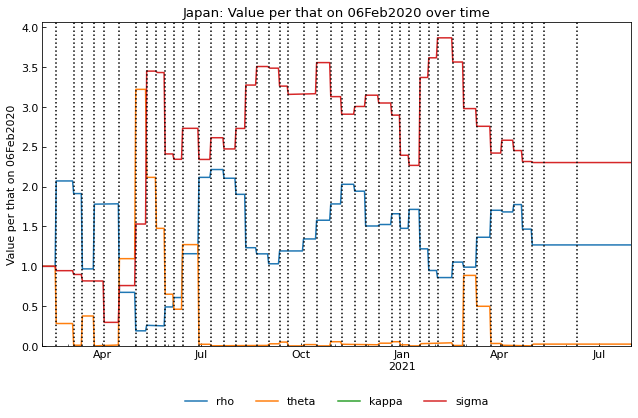 Japan: Value per that on 06Feb2020 over time
Value per that on 06Feb2020
4.0
3.5
3.0
2.5
2.0
1.5
1.0
0.5
0.0
Apr Jul Oct Jan Apr Jul
2021
rho theta kappa sigma